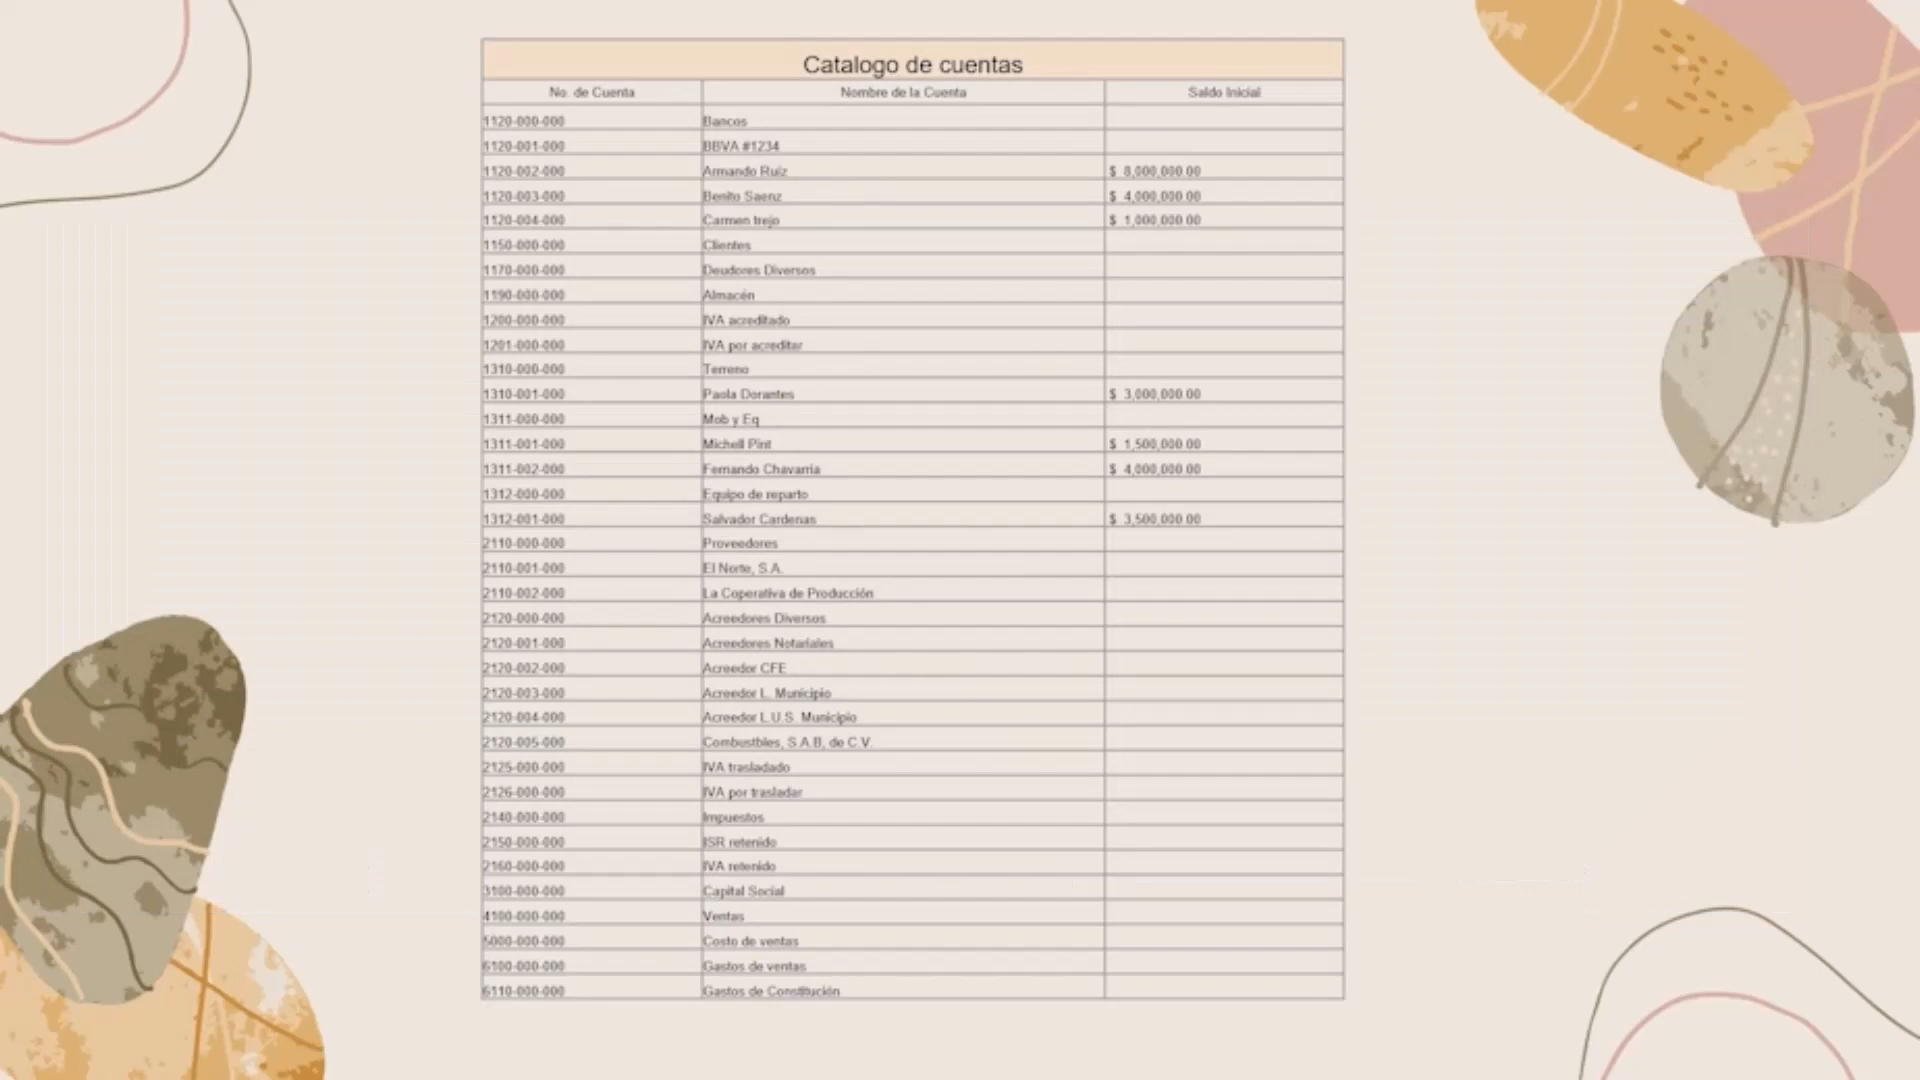 Catalogo de cuentas
No. de Cuenta Nombre de la Cuenta Saldo Inicial
1120-000-000 Bancos
1120-001-000 BBVA #1234
1120-002-000 Armando Ruiz $ 8,000,000.00
1120-003-000 Benito Saenz $ 4,000,000.00
1120-004-000 Carmen trejo $ 1,000,000.00
1150-000-000 Clientes
1170-000-000 Deudores Diversos
1190-000-000 Almacén
1200-000-000 IVA acreditado
1201-000-000 IVA por acreditar
1310-000-000 Terreno
1310-001-000 Paola Dorantes $ 3,000,000.00
1311-000-000 Mob y Eq
1311-001-000 Michell Pint $ 1,500,000.00
1311-002-000 Fernando Chavarria $ 4,000,000.00
1312-000-000 Equipo de reparto
1312-001-000 Salvador Cardenas $ 3,500,000.00
2110-000-000 Proveedores
2110-001-000 El Norte, S.A.
2110-002-000 La Coperativa de Producción
2120-000-000 Acreedores Diversos
2120-001-000 Acreedores Notariales
2120-002-000 Acreedor CFE
2120-003-000 Acreedor L. Municipio
2120-004-000 Acreedor L.U.S. Municipio
2120-005-000 Combustbles, S.A.B, de C.V.
2125-000-000 IVA trasladado
2126-000-000 IVA por trasladar
2140-000-000 Impuestos
2150-000-000 ISR retenido
2160-000-000 IVA retenido
3100-000-000 Capital Social
4100-000-000 Ventas
5000-000-000 Costo de ventas
6100-000-000 Gastos de ventas
6110-000-000 Gastos de Constitución